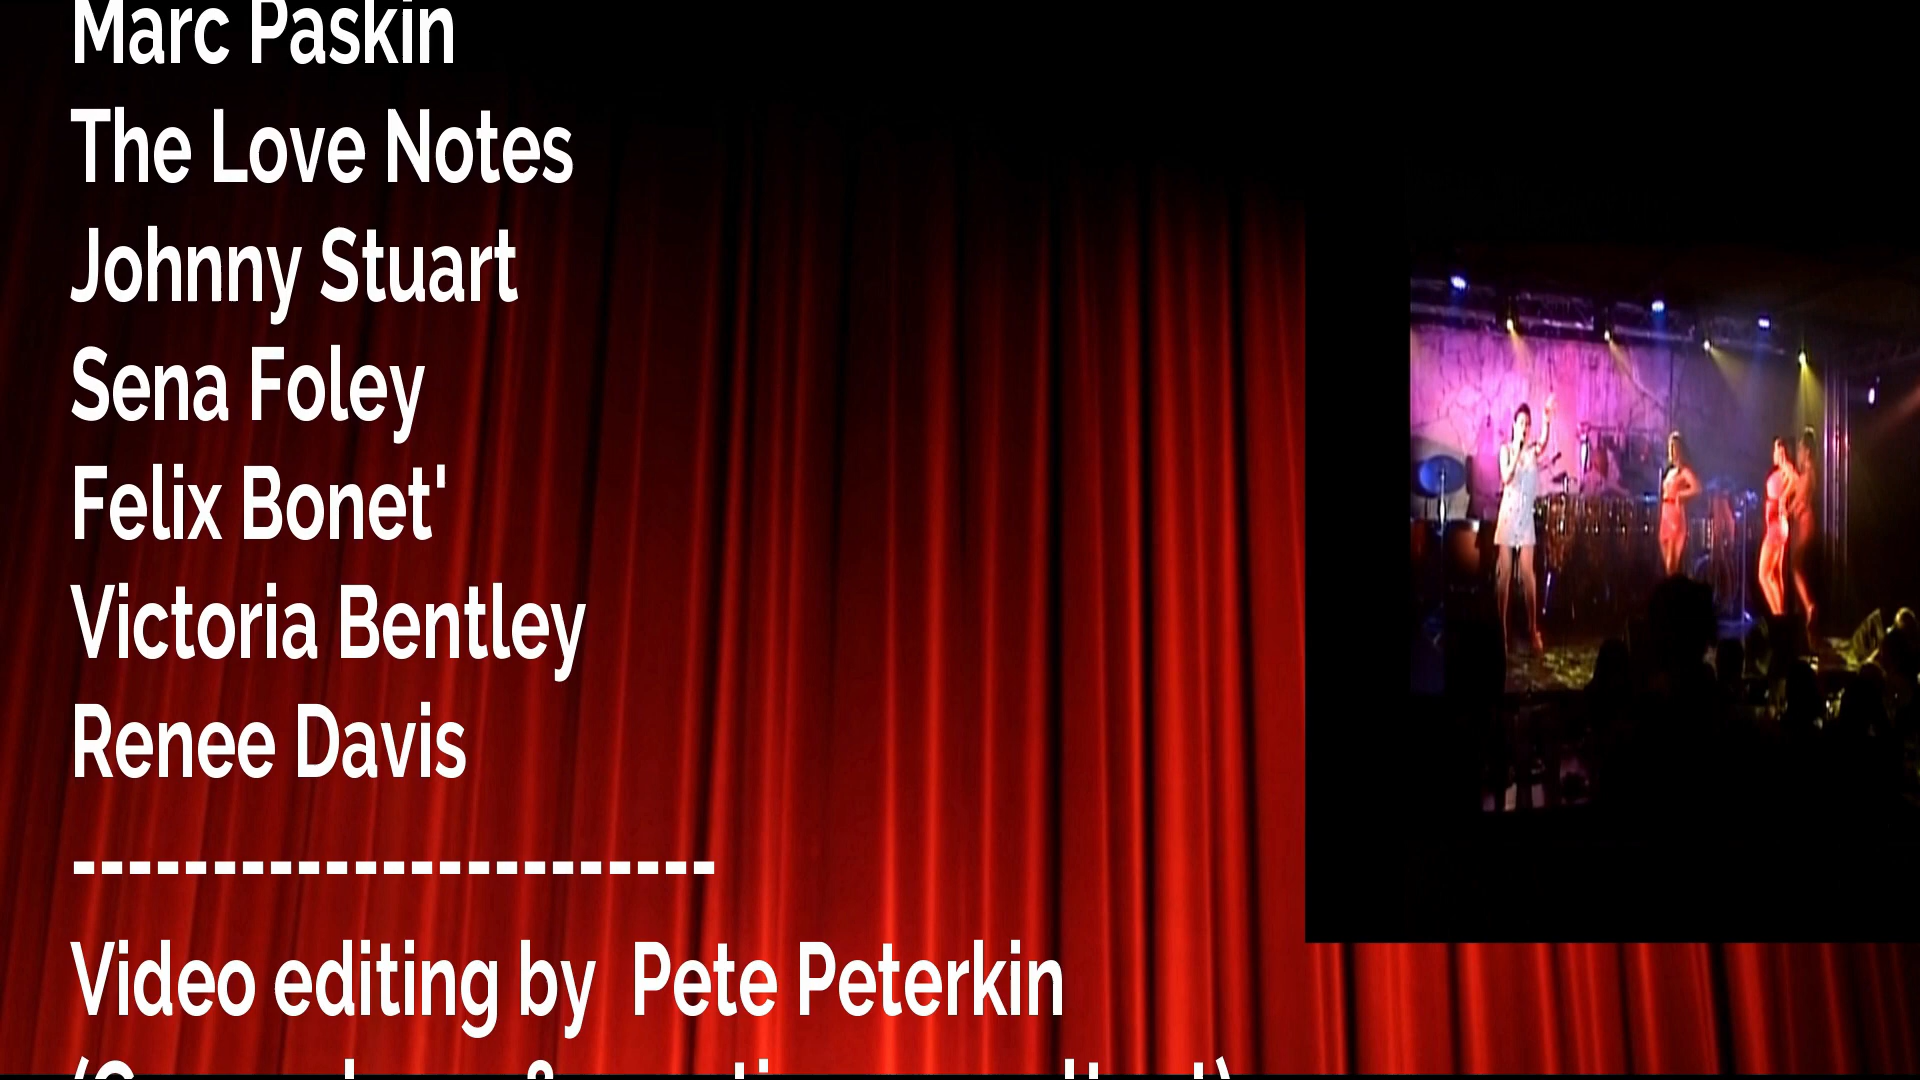 Marc Paskin
The Love Notes
Johnny Stuart
Sena Foley
Felix Bonet'
Victoria Bentley
Renee Davis
-----------------------
Video editing by  Pete Peterkin